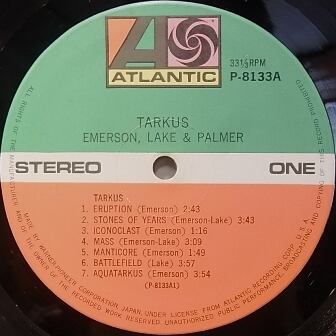 A
ATLANTIC
33⅓RPM
P-8133A
TARKUS
EMERSON, LAKE & PALMER
STEREO
ONE
TARKUS
1. ERUPTION (Emerson) 2:43
2. STONES OF YEARS (Emerson-Lake) 3:43
3. ICONOCLAST (Emerson) 1:16
4. MASS (Emerson-Lake) 3:09
5. MANTICORE (Emerson) 1:49
6. BATTLEFIELD (Lake) 3:57
7. AQUATARKUS (Emerson) 3:54
(P-8133A1)
MADE BY WARNER-PIONEER CORPORATION JAPAN, UNDER LICENSE FROM ATLANTIC RECORDING CORP. U.S.A.
ALL RIGHTS OF THE MANUFACTURER AND OF THE OWNER OF THE RECORDED WORK RESERVED UNAUTHORIZED PUBLIC PERFORMANCE, BROADCASTING AND COPYING OF THIS RECORD PROHIBITED